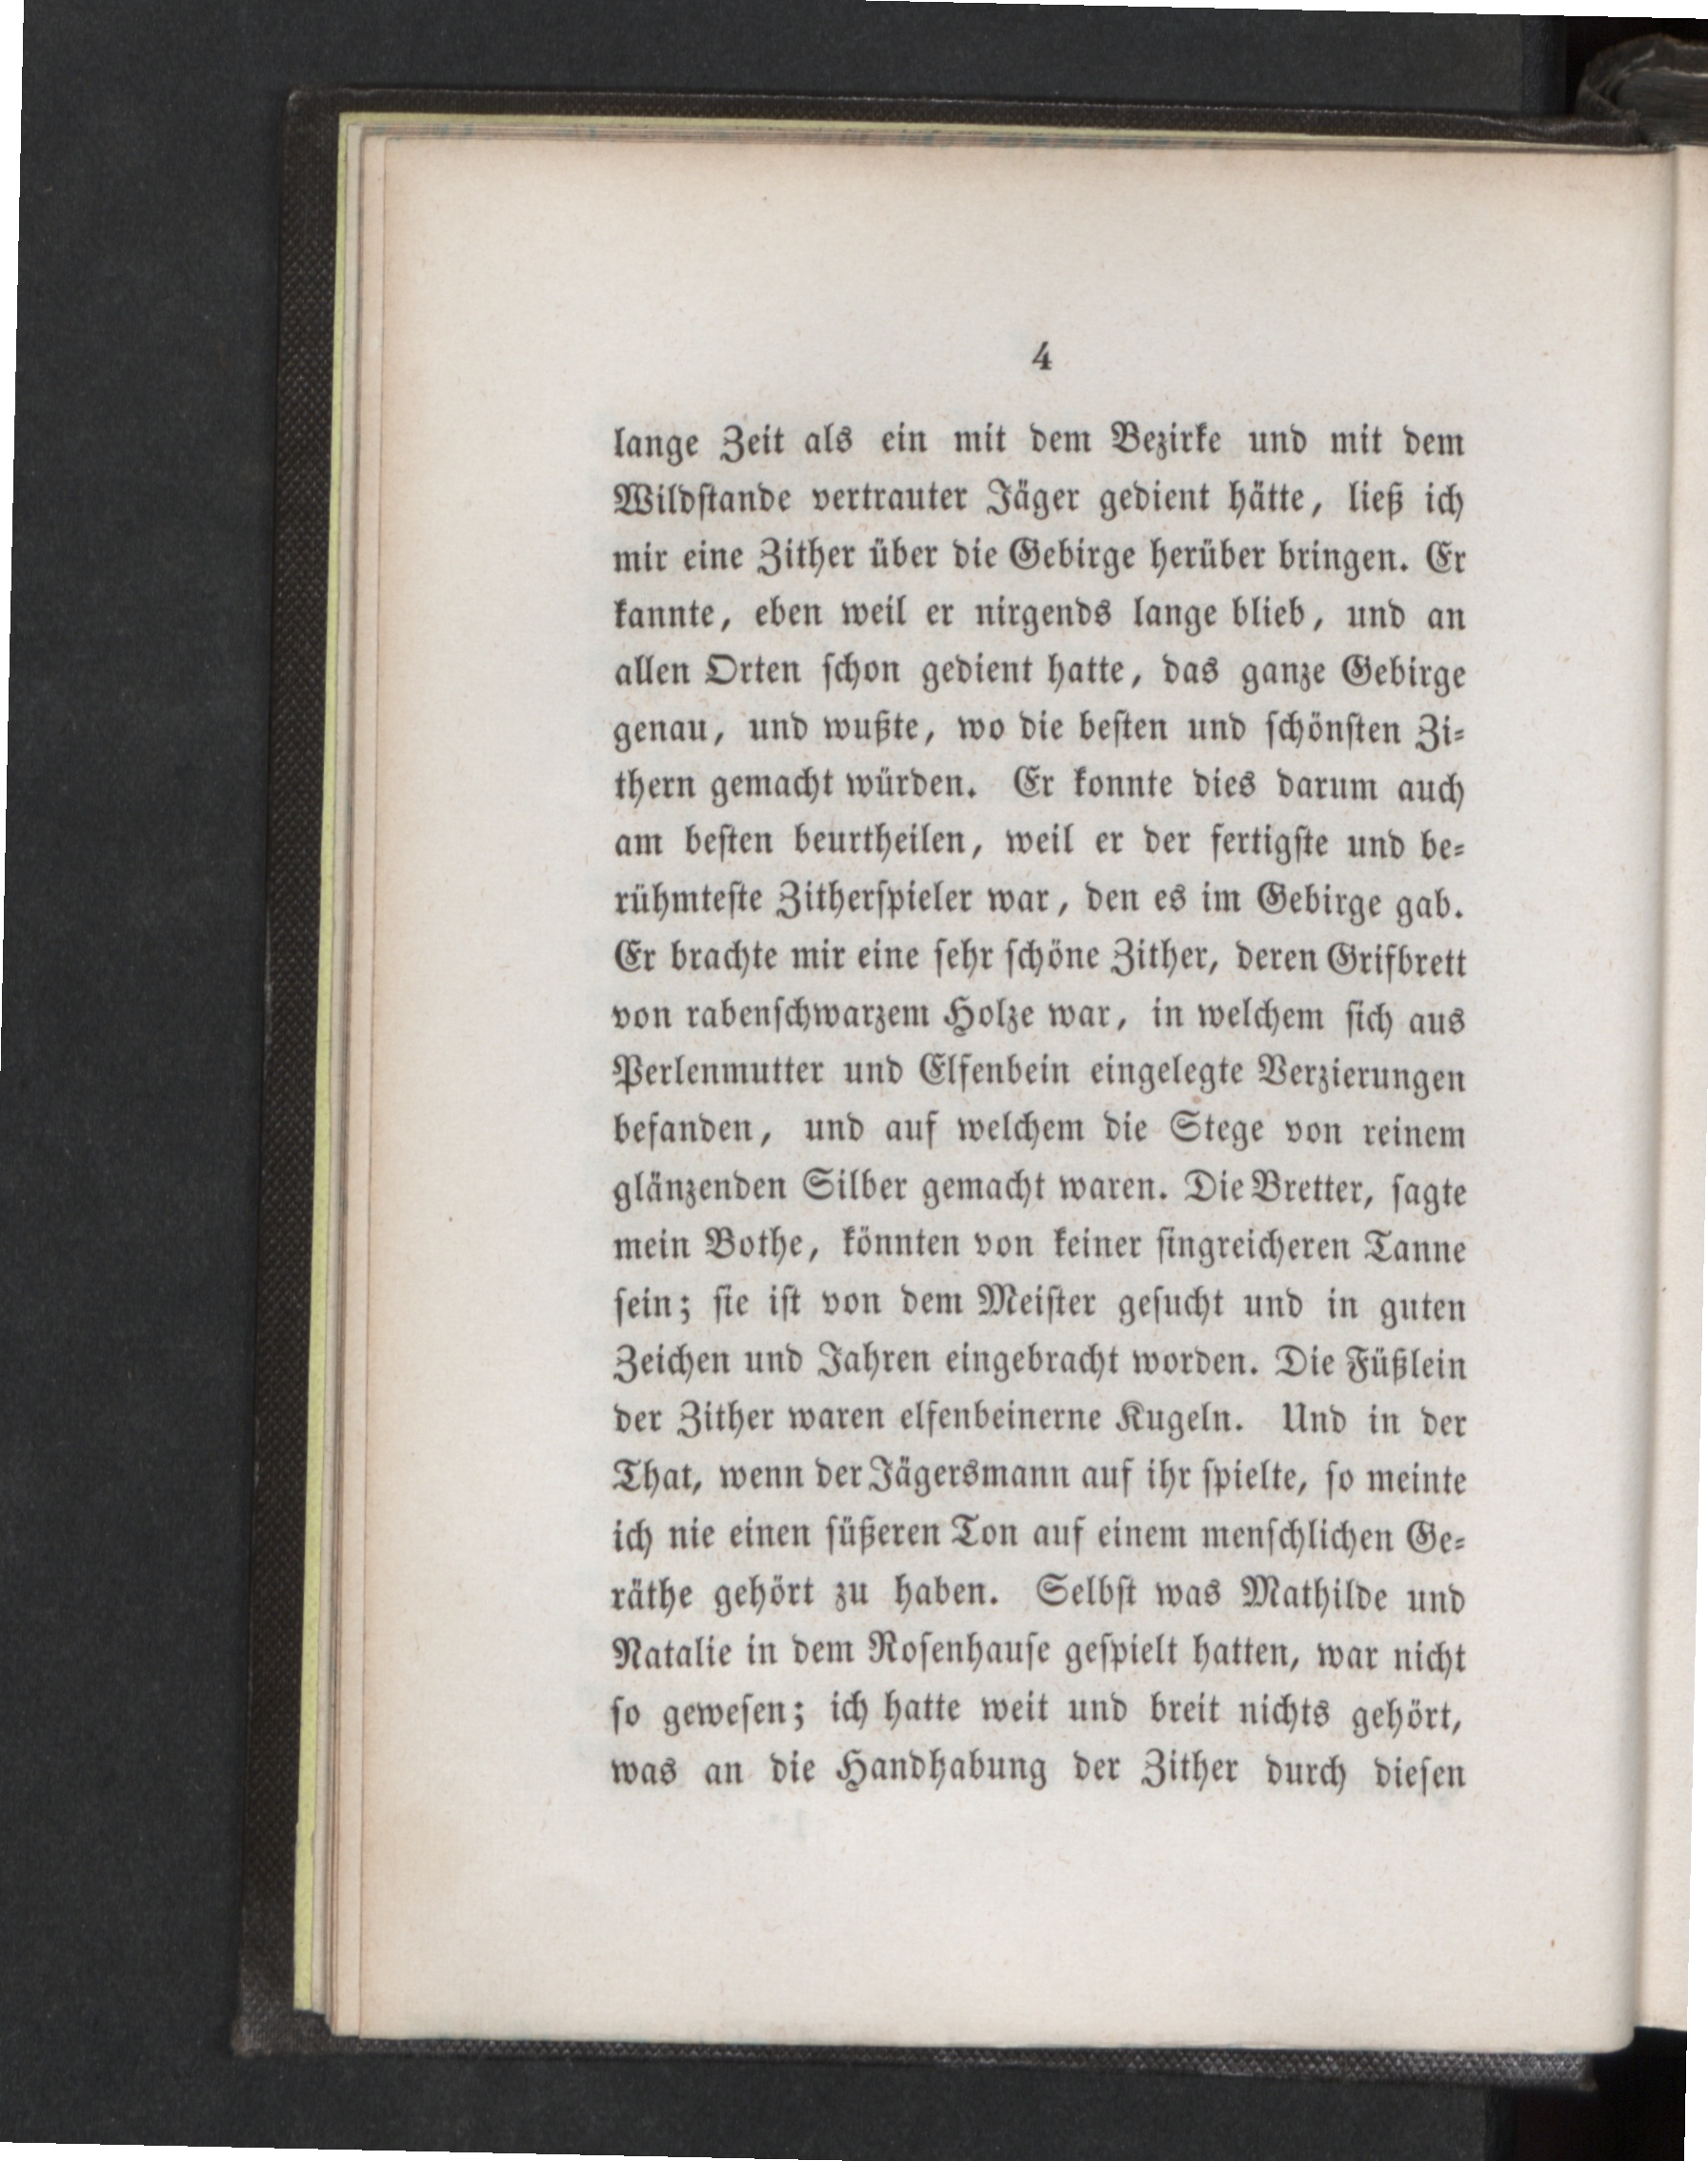 4
lange Zeit als ein mit dem Bezirke und mit dem
Wildſtande vertrauter Jäger gedient hätte, ließ ich
mir eine Zither über die Gebirge herüber bringen. Er
kannte, eben weil er nirgends lange blieb, und an
allen Orten ſchon gedient hatte, das ganze Gebirge
genau, und wußte, wo die beſten und ſchönſten Zi⸗
thern gemacht würden. Er konnte dies darum auch
am beſten beurtheilen, weil er der fertigſte und be⸗
rühmteſte Zitherſpieler war, den es im Gebirge gab.
Er brachte mir eine ſehr ſchöne Zither, deren Grifbrett
von rabenſchwarzem Holze war, in welchem ſich aus
Perlenmutter und Elfenbein eingelegte Verzierungen
befanden, und auf welchem die Stege von reinem
glänzenden Silber gemacht waren. Die Bretter, ſagte
mein Bothe, könnten von keiner ſingreicheren Tanne
ſein; ſie iſt von dem Meiſter geſucht und in guten
Zeichen und Jahren eingebracht worden. Die Füßlein
der Zither waren elfenbeinerne Kugeln. Und in der
That, wenn der Jägersmann auf ihr ſpielte, ſo meinte
ich nie einen ſüßeren Ton auf einem menſchlichen Ge⸗
räthe gehört zu haben. Selbſt was Mathilde und
Natalie in dem Roſenhauſe geſpielt hatten, war nicht
ſo geweſen; ich hatte weit und breit nichts gehört,
was an die Handhabung der Zither durch dieſen